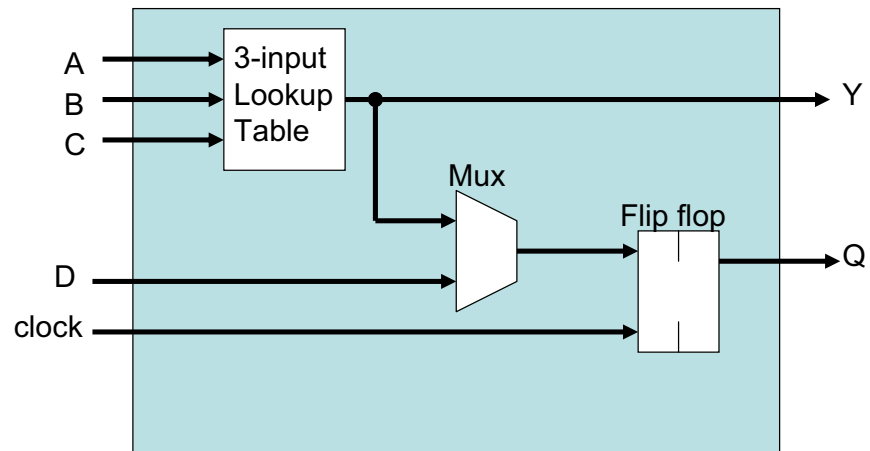 A
B
C
3-input
Lookup
Table
Y
Mux
Flip flop
Q
D
clock